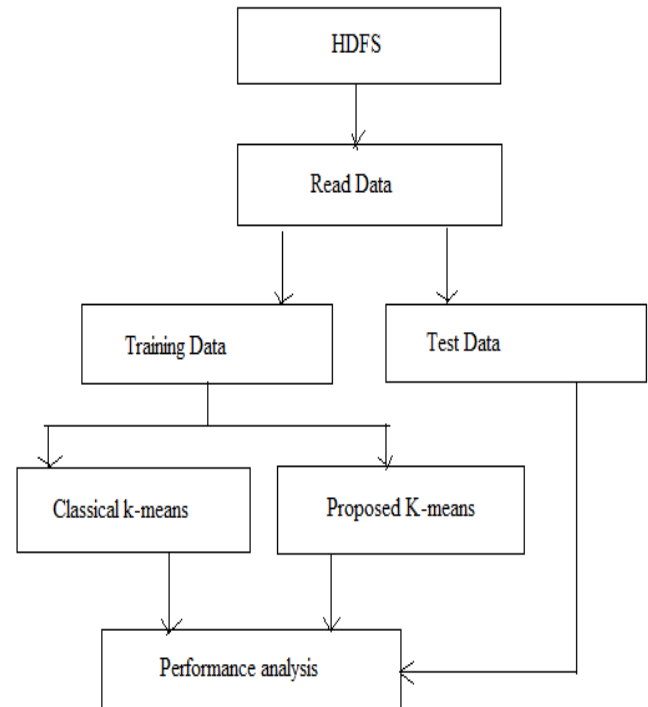 HDFS
Read Data
Training Data
Test Data
Classical k-means
Proposed K-means
Performance analysis